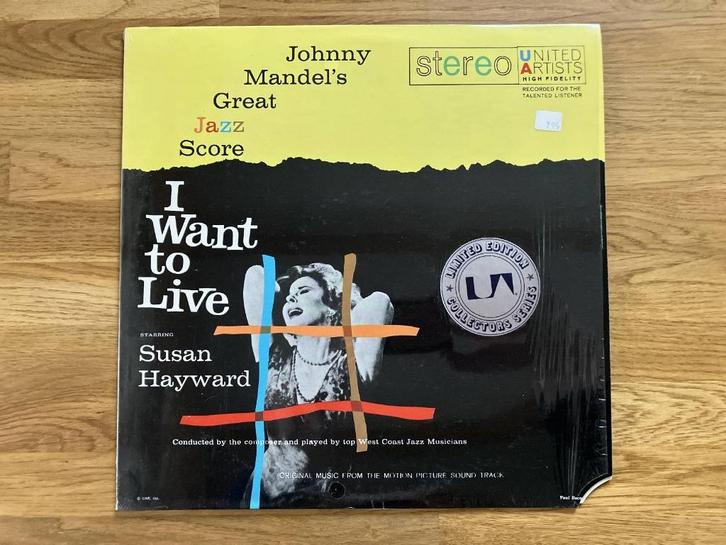 Johnny
Mandel's
Great
Jazz
Score
stereo
UNITED
ARTISTS
HIGH FIDELITY
RECORDED FOR THE
TALENTED LISTENER
I
Want
to
Live
LIMITED EDITION
COLLECTORS SERIES
UA
STARRING
Susan
Hayward
Conducted by the composer and played by top West Coast Jazz Musicians
ORIGINAL MUSIC FROM THE MOTION PICTURE SOUND TRACK